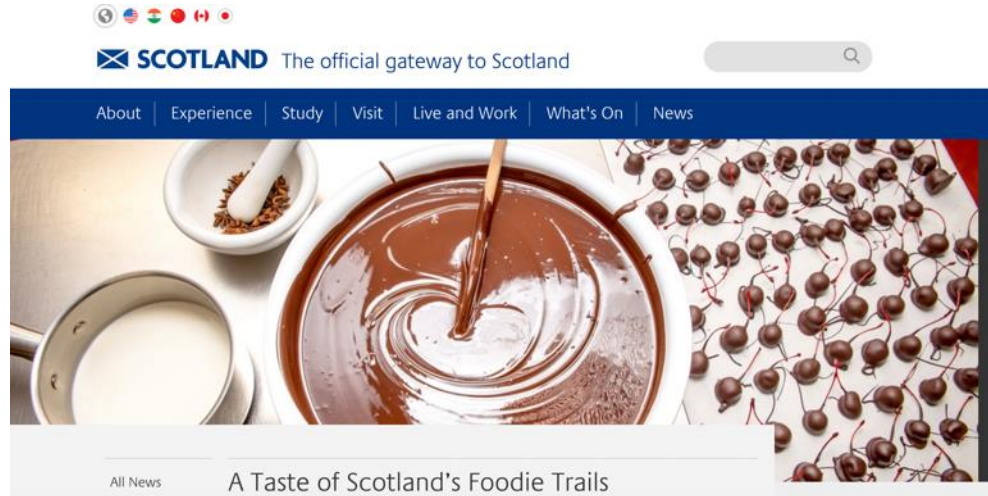 SCOTLAND The official gateway to Scotland
About Experience Study Visit Live and Work What's On News
All News
A Taste of Scotland’s Foodie Trails